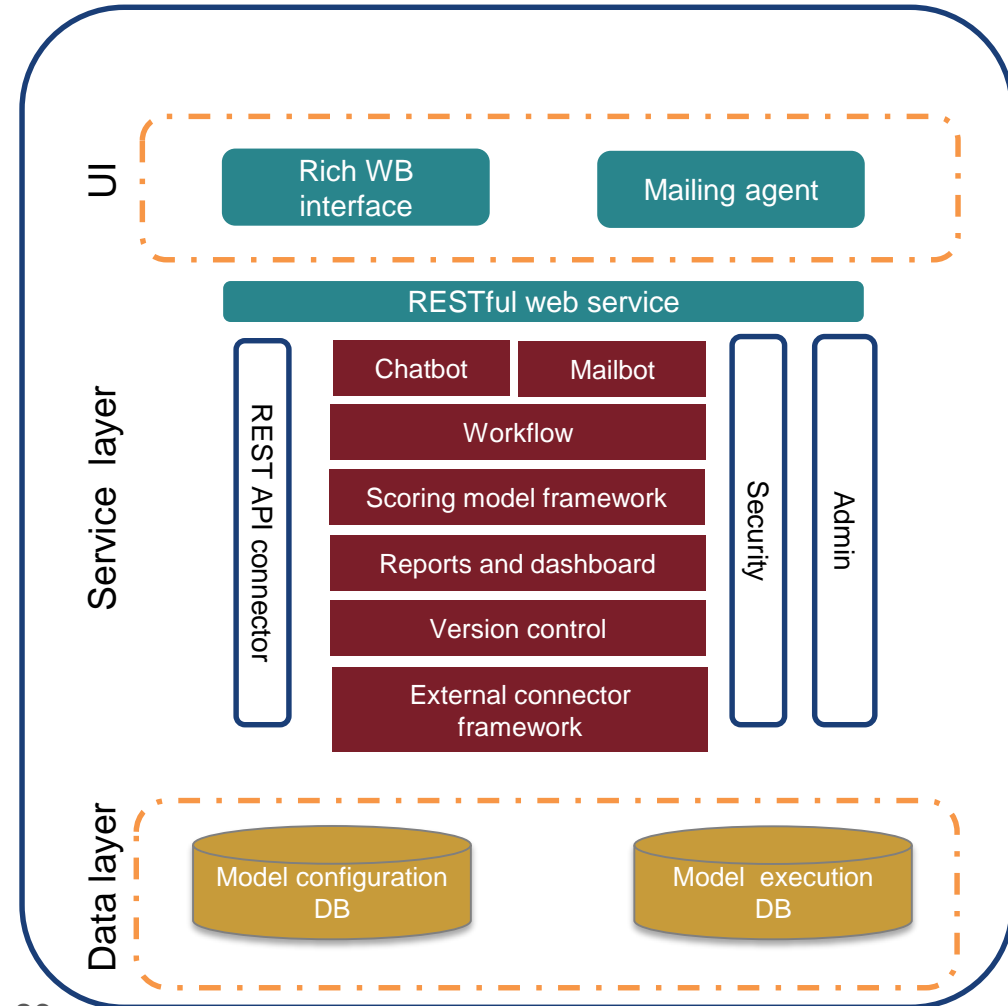 UI
Rich WB
interface
Mailing agent
RESTful web service
Service layer
REST API connector
Chatbot
Mailbot
Workflow
Scoring model framework
Reports and dashboard
Version control
External connector
framework
Security
Admin
Data layer
Model configuration
DB
Model execution
DB